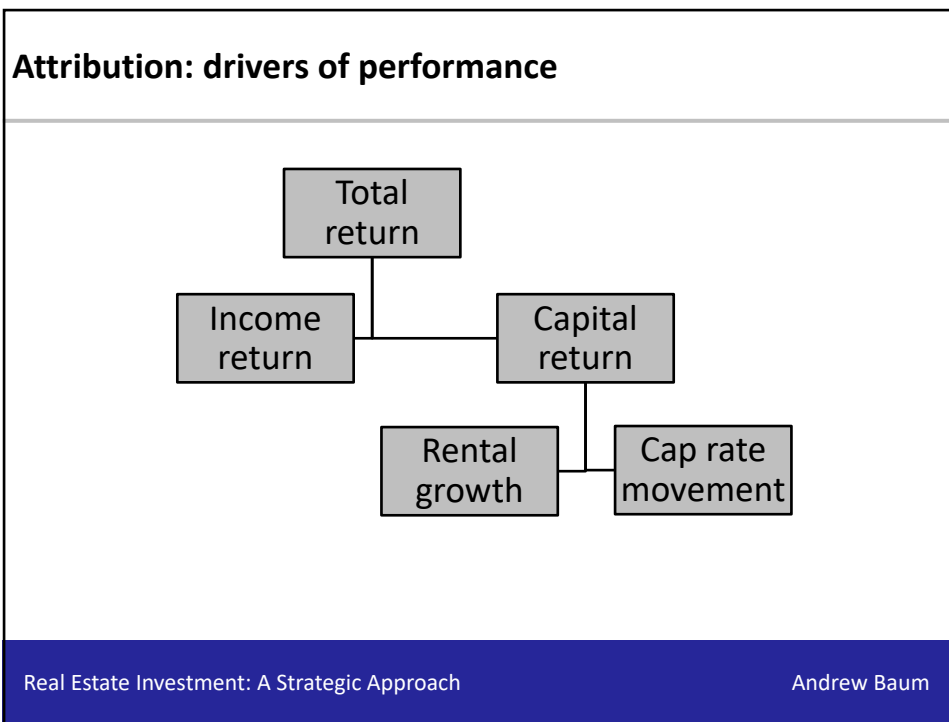 Attribution: drivers of performance
Total
return
Income
return
Capital
return
Rental
growth
Cap rate
movement
Real Estate Investment: A Strategic Approach
Andrew Baum